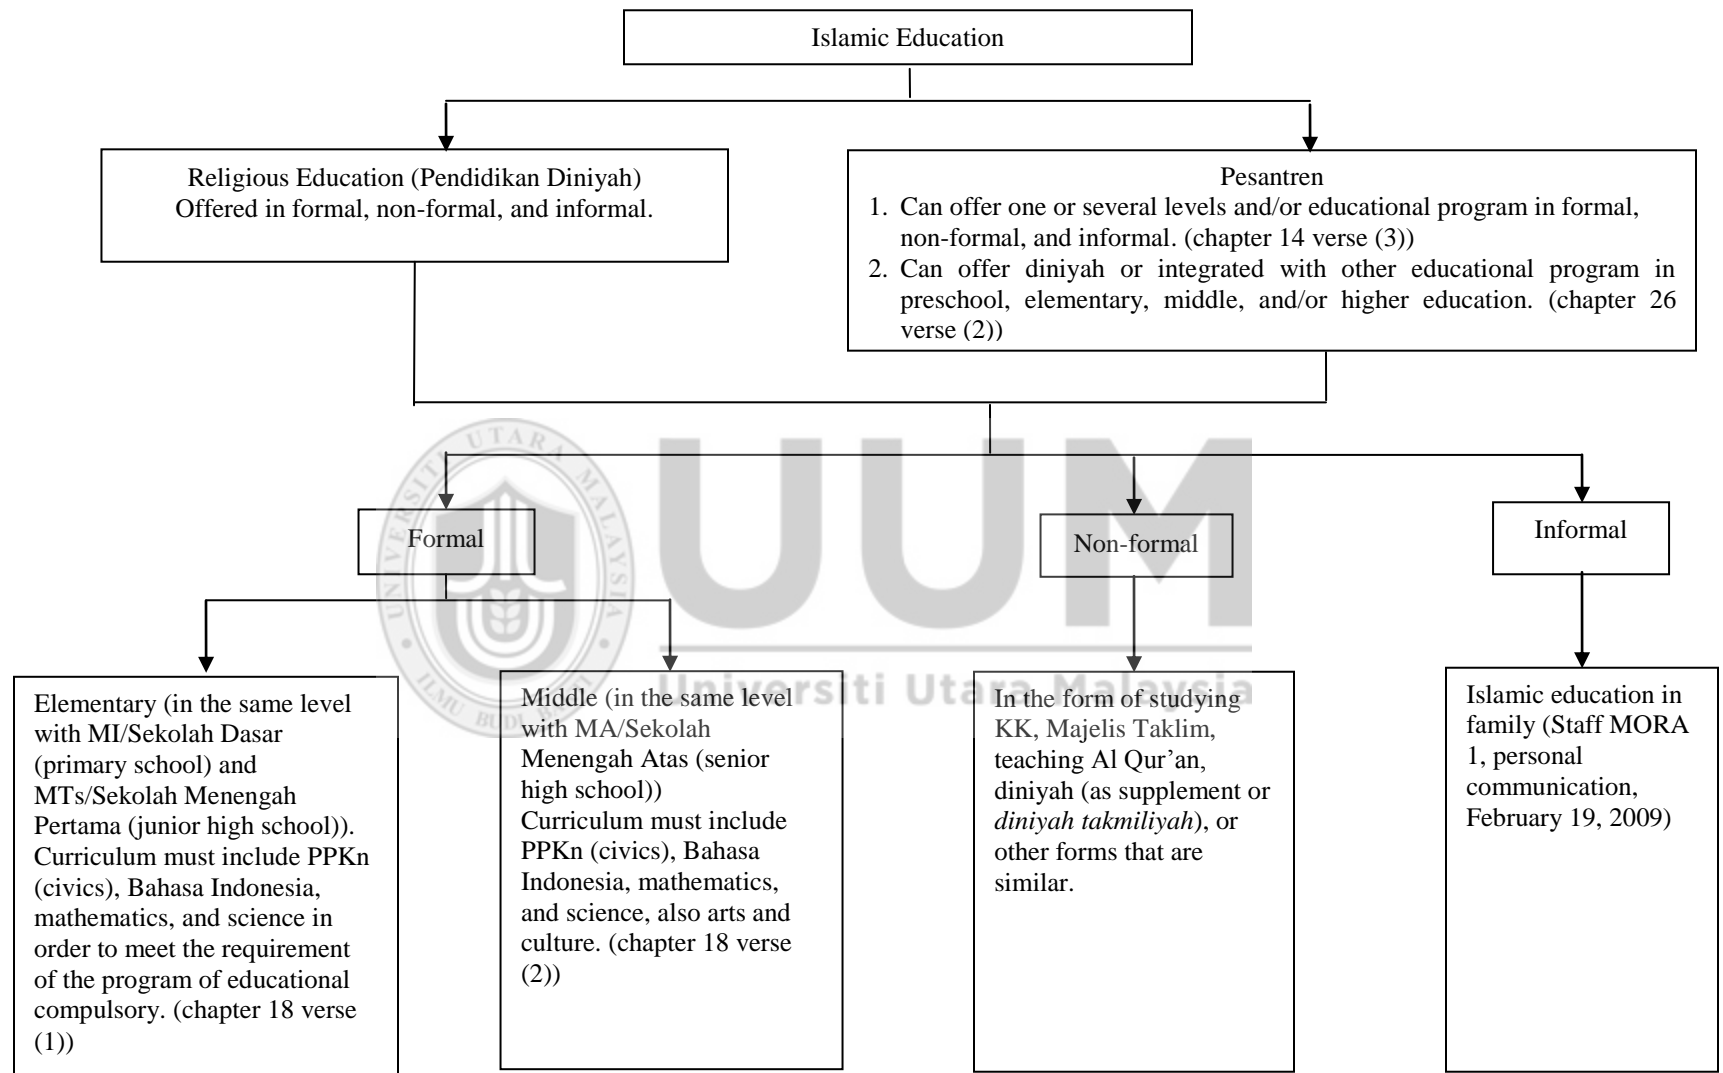 Islamic Education
Religious Education (Pendidikan Diniyah)
Offered in formal, non-formal, and informal.
Pesantren
1. Can offer one or several levels and/or educational program in formal,
non-formal, and informal. (chapter 14 verse (3))
2. Can offer diniyah or integrated with other educational program in
preschool, elementary, middle, and/or higher education. (chapter 26
verse (2))
UNIVERSITI UTARA MALAYSIA
ILMU BUDI BAKTI
UUM
Universiti Utara Malaysia
Formal
Non-formal
Informal
Elementary (in the same level
with MI/Sekolah Dasar
(primary school) and
MTs/Sekolah Menengah
Pertama (junior high school)).
Curriculum must include PPKn
(civics), Bahasa Indonesia,
mathematics, and science in
order to meet the requirement
of the program of educational
compulsory. (chapter 18 verse
(1))
Middle (in the same level
with MA/Sekolah
Menengah Atas (senior
high school))
Curriculum must include
PPKn (civics), Bahasa
Indonesia, mathematics,
and science, also arts and
culture. (chapter 18 verse
(2))
In the form of studying
KK, Majelis Taklim,
teaching Al Qur’an,
diniyah (as supplement or
diniyah takmiliyah), or
other forms that are
similar.
Islamic education in
family (Staff MORA
1, personal
communication,
February 19, 2009)